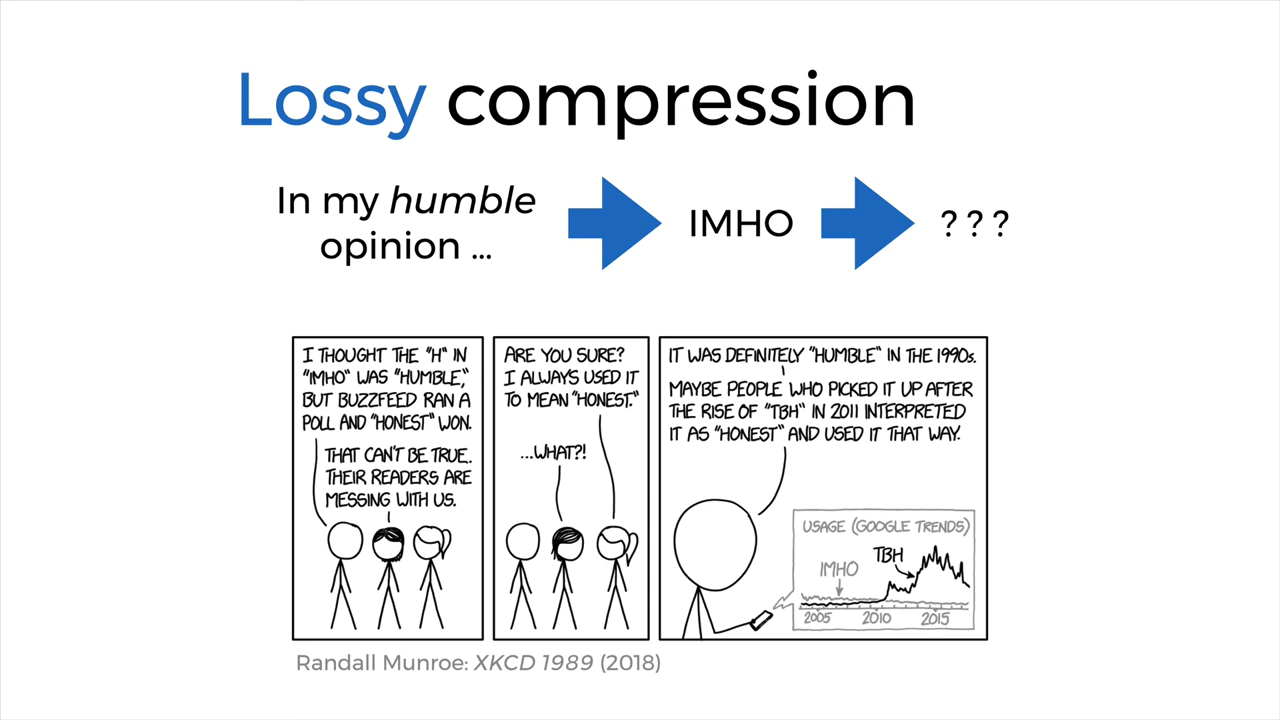 Lossy compression
In my humble
opinion ...
IMHO
? ? ?
I THOUGHT THE "H" IN
"IMHO" WAS "HUMBLE,"
BUT BUZZFEED RAN A
POLL AND "HONEST" WON.
THAT CAN'T BE TRUE.
THEIR READERS ARE
MESSING WITH US.
ARE YOU SURE?
I ALWAYS USED IT
TO MEAN "HONEST."
...WHAT?!
IT WAS DEFINITELY "HUMBLE" IN THE 1990s.
MAYBE PEOPLE WHO PICKED IT UP AFTER
THE RISE OF "TBH" IN 2011 INTERPRETED
IT AS "HONEST" AND USED IT THAT WAY.
USAGE (GOOGLE TRENDS)
TBH
IMHO
2005 2010 2015
Randall Munroe: XKCD 1989 (2018)